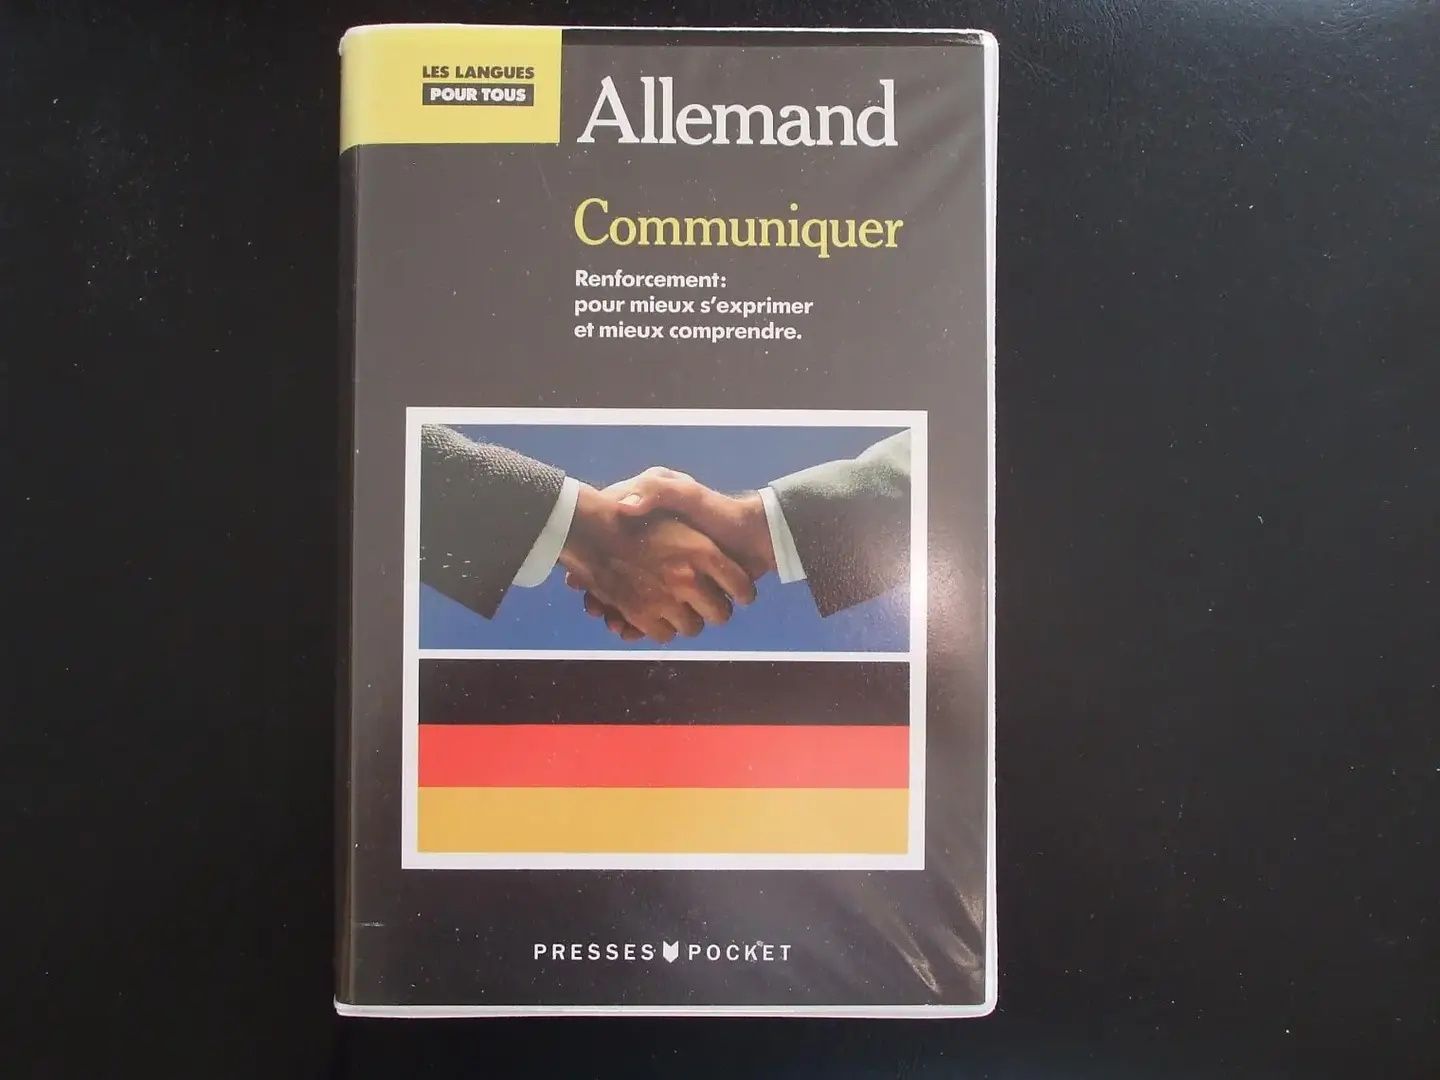 LES LANGUES
POUR TOUS
Allemand
Communiquer
Renforcement:
pour mieux s'exprimer
et mieux comprendre.
PRESSES POCKET